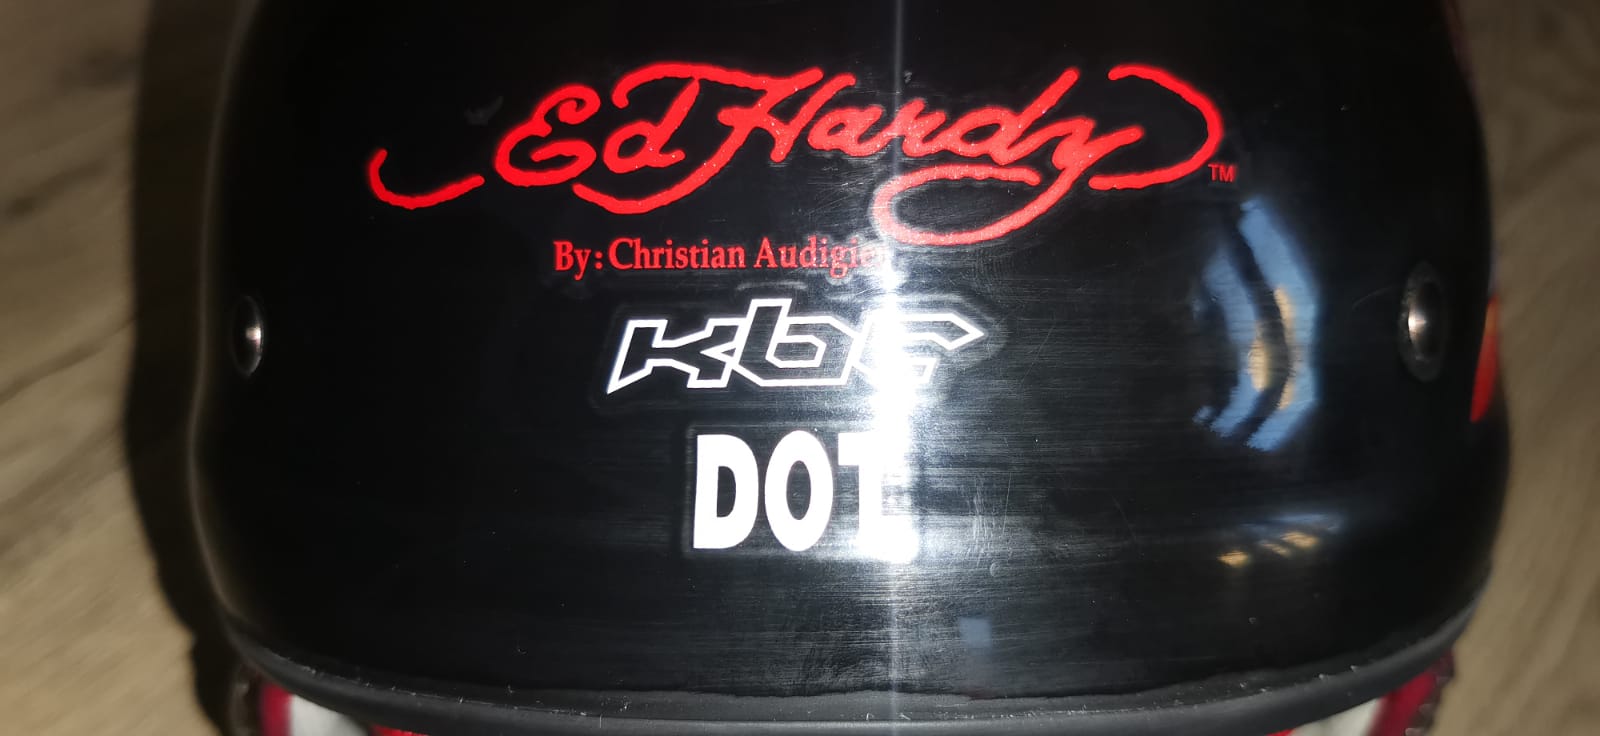 Ed Hardy TM
By: Christian Audigier
kbc
DOT